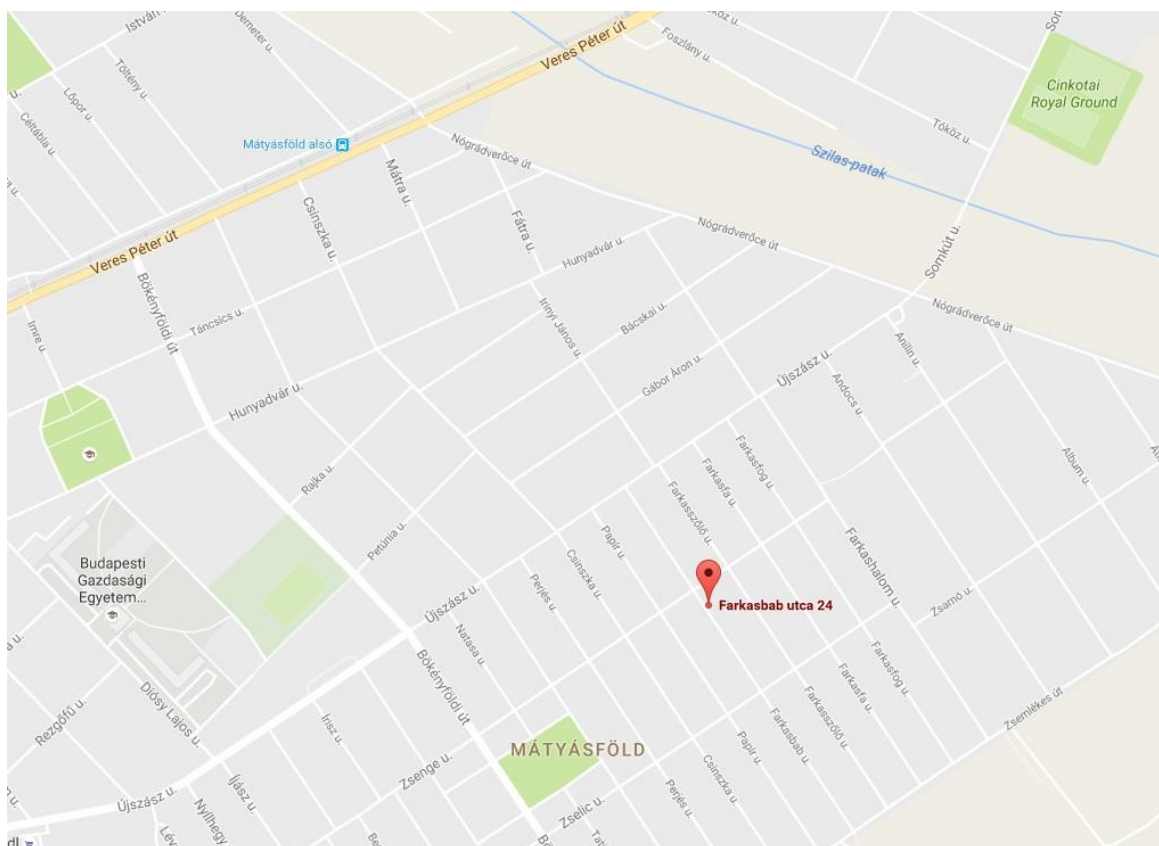 István
Demeter u.
Töltény u.
Lőpor u.
Céltábla u.
u.
Veres Péter út
Foszlány u.
Tóköz u.
Cinkotai
Royal Ground
Tóköz u.
Mátyásföld alsó
Nógrádverőce út
Szilas-patak
Mátra u.
Csinszka u.
Fátra u.
Nógrádverőce út
Somkút u.
Veres Péter út
Hunyadvár u.
Bökényföldi út
Táncsics u.
Irinyi János u.
Bácskai u.
Nógrádverőce út
Imre u.
Anilin u.
Újszász u.
Gábor Áron u.
Andocs u.
Hunyadvár u.
Farkasfog u.
Album u.
Rajka u.
Farkasfa u.
Farkasszőlő u.
Petúnia u.
Papír u.
Farkashalom u.
Budapesti
Gazdasági
Egyetem...
Csinszka u.
Perjés u.
Farkasbab utca 24
Zsarnó u.
Újszász u.
Natasa u.
Bökényföldi út
Farkasfog u.
Farkasfa u.
Diósy Lajos u.
Rezgőfű u.
Írisz u.
Farkasszőlő u.
Zsemlékes út
MÁTYÁSFÖLD
Farkasbab u.
Papír u.
Zsenge u.
Csinszka u.
Perjés u.
Íjász u.
Újszász u.
Zselic u.
Nyílhegy